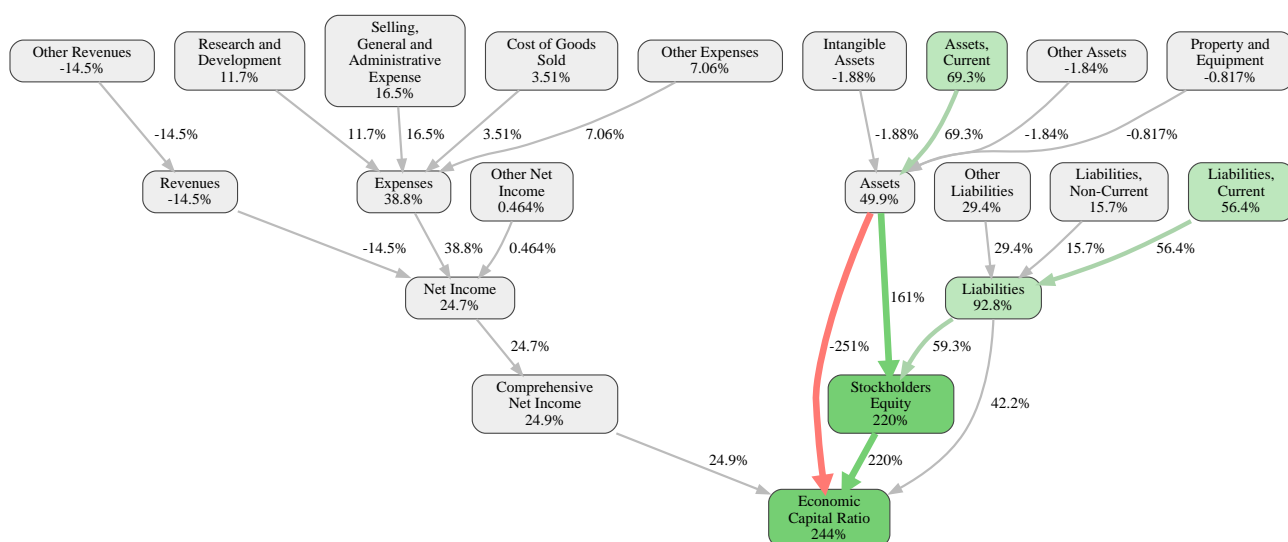 Other Revenues
-14.5%
Research and
Development
11.7%
Selling,
General and
Administrative
Expense
16.5%
Cost of Goods
Sold
3.51%
Other Expenses
7.06%
Intangible
Assets
-1.88%
Assets,
Current
69.3%
Other Assets
-1.84%
Property and
Equipment
-0.817%
-14.5%
11.7%
16.5%
3.51%
7.06%
-1.88%
69.3%
-1.84%
-0.817%
Revenues
-14.5%
Expenses
38.8%
Other Net
Income
0.464%
Assets
49.9%
Other
Liabilities
29.4%
Liabilities,
Non-Current
15.7%
Liabilities,
Current
56.4%
-14.5%
38.8%
0.464%
29.4%
15.7%
56.4%
Net Income
24.7%
161%
Liabilities
92.8%
24.7%
-251%
59.3%
Comprehensive
Net Income
24.9%
Stockholders
Equity
220%
42.2%
24.9%
220%
Economic
Capital Ratio
244%